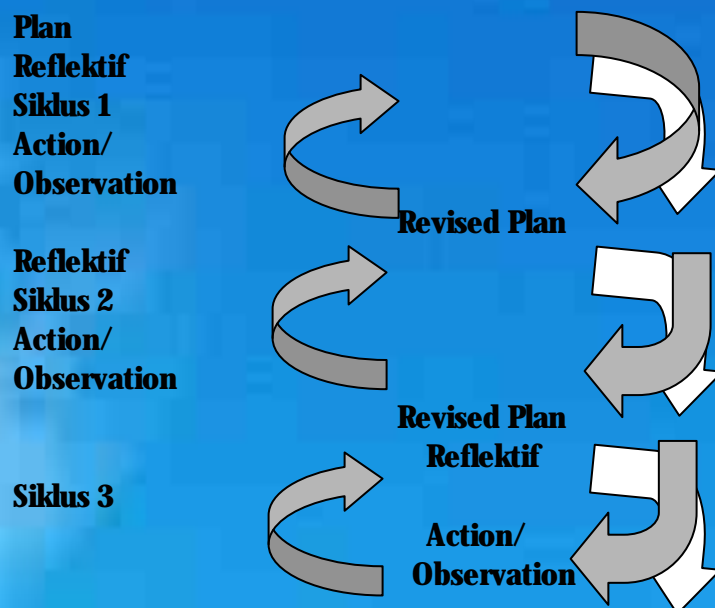 Plan
Reflektif
Siklus 1
Action/
Observation
Revised Plan
Reflektif
Siklus 2
Action/
Observation
Revised Plan
Reflektif
Siklus 3
Action/
Observation